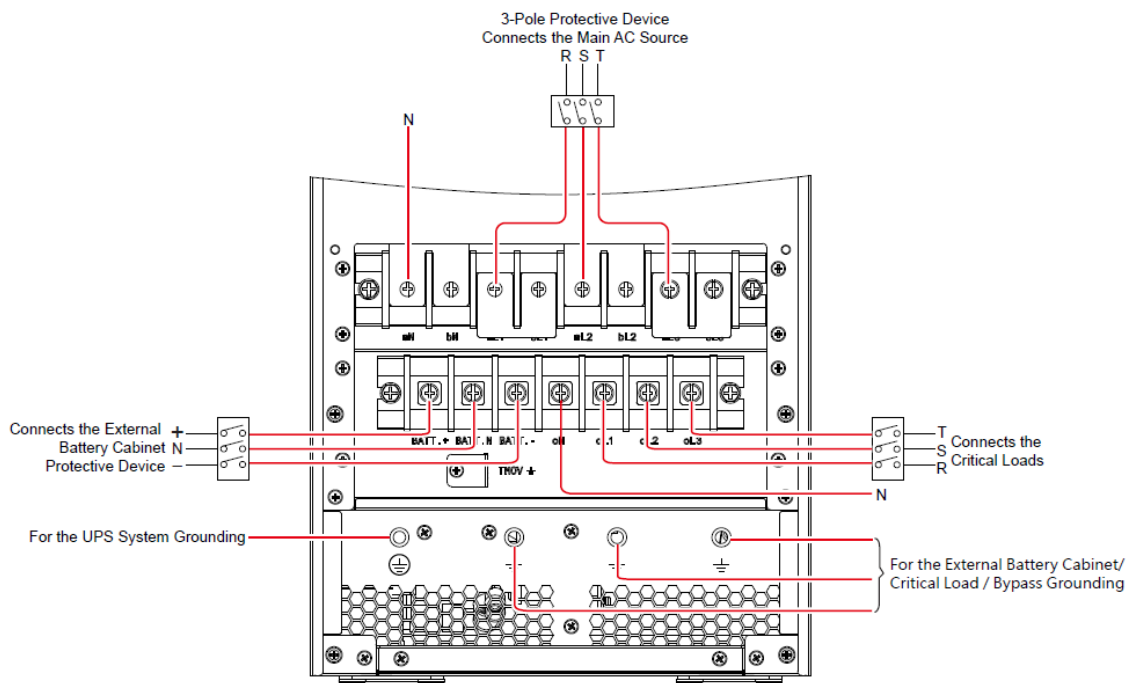 3-Pole Protective Device
Connects the Main AC Source
R S T
N
mN bN mL2 bL2
BATT.+ BATT.N BATT.- oN oL1 oL2 oL3
TMOV
Connects the External +
Battery Cabinet N
Protective Device −
T
S
R
Connects the
Critical Loads
N
For the UPS System Grounding
For the External Battery Cabinet/
Critical Load / Bypass Grounding